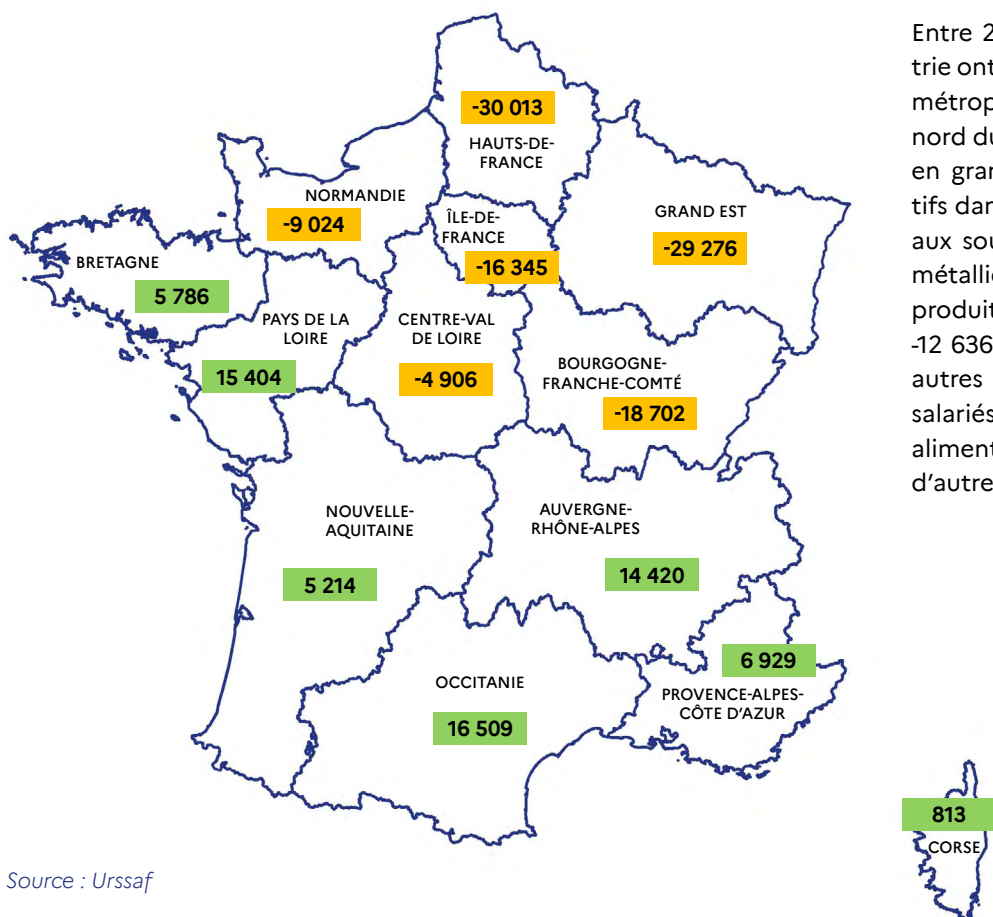 -30 013
HAUTS-DE-
FRANCE
NORMANDIE
-9 024
ÎLE-DE-
FRANCE
-16 345
GRAND EST
-29 276
BRETAGNE
5 786
PAYS DE LA
LOIRE
15 404
CENTRE-VAL
DE LOIRE
-4 906
BOURGOGNE-
FRANCHE-COMTÉ
-18 702
NOUVELLE-
AQUITAINE
5 214
AUVERGNE-
RHÔNE-ALPES
14 420
OCCITANIE
16 509
6 929
PROVENCE-ALPES-
CÔTE D'AZUR
813
CORSE
Source : Urssaf
Entre 2
trie ont
métrop
nord du
en gran
tifs dan
aux sou
métallic
produit
-12 636
autres
salariés
aliment
d'autre